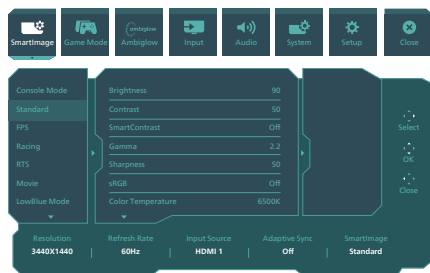 SmartImage
Game Mode
ambiglow
Ambiglow
Input
Audio
System
Setup
Close
Console Mode
Standard
FPS
Racing
RTS
Movie
LowBlue Mode
Brightness 90
Contrast 50
SmartContrast Off
Gamma 2.2
Sharpness 50
sRGB Off
Color Temperature 6500K
Select
OK
Close
Resolution Refresh Rate Input Source Adaptive Sync SmartImage
3440X1440 | 60Hz | HDMI 1 | Off | Standard